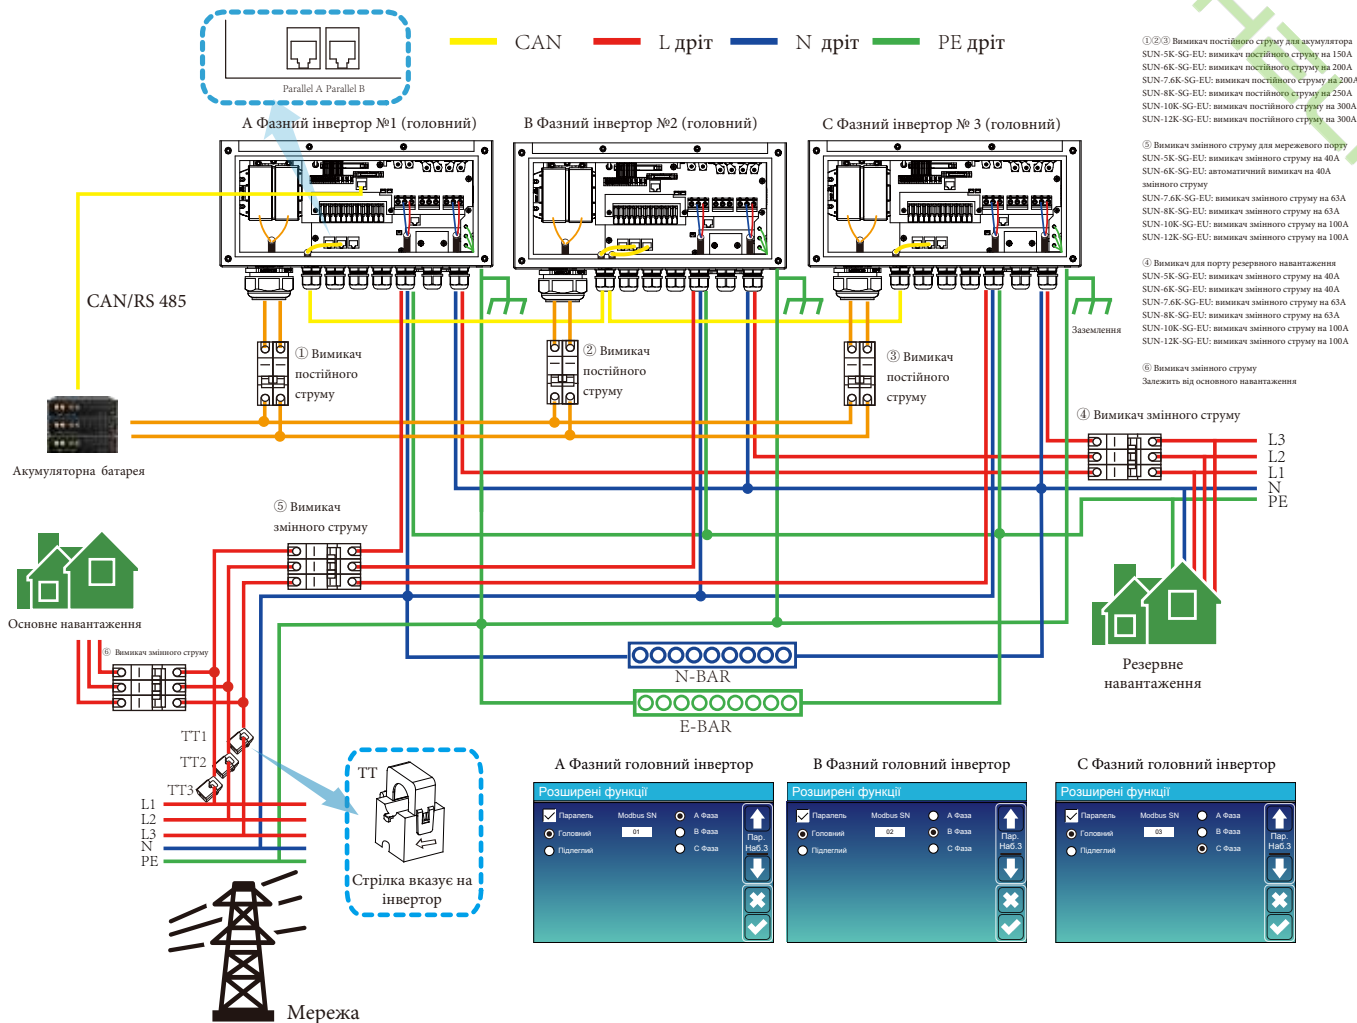 CAN
L дріт
N дріт
PE дріт
Parallel A Parallel B
A Фазний інвертор №1 (головний)
B Фазний інвертор №2 (головний)
C Фазний інвертор № 3 (головний)
①②③ Вимикач постійного струму для акумулятора
SUN-5K-SG-EU: вимикач постійного струму на 150A
SUN-6K-SG-EU: вимикач постійного струму на 200A
SUN-7.6K-SG-EU: вимикач постійного струму на 200A
SUN-8K-SG-EU: вимикач постійного струму на 250A
SUN-10K-SG-EU: вимикач постійного струму на 300A
SUN-12K-SG-EU: вимикач постійного струму на 300A
⑤ Вимикач змінного струму для мережевого порту
SUN-5K-SG-EU: вимикач змінного струму на 40A
SUN-6K-SG-EU: автоматичний вимикач на 40A
змінного струму
SUN-7.6K-SG-EU: вимикач змінного струму на 63A
SUN-8K-SG-EU: вимикач змінного струму на 63A
SUN-10K-SG-EU: вимикач змінного струму на 100A
SUN-12K-SG-EU: вимикач змінного струму на 100A
④ Вимикач для порту резервного навантаження
SUN-5K-SG-EU: вимикач змінного струму на 40A
SUN-6K-SG-EU: вимикач змінного струму на 40A
SUN-7.6K-SG-EU: вимикач змінного струму на 63A
SUN-8K-SG-EU: вимикач змінного струму на 63A
SUN-10K-SG-EU: вимикач змінного струму на 100A
SUN-12K-SG-EU: вимикач змінного струму на 100A
⑥ Вимикач змінного струму
Залежить від основного навантаження
CAN/RS 485
Заземлення
① Вимикач
постійного
струму
② Вимикач
постійного
струму
③ Вимикач
постійного
струму
④ Вимикач змінного струму
Акумуляторна батарея
L3
L2
L1
N
PE
⑤ Вимикач
змінного струму
Основне навантаження
⑥ Вимикач змінного струму
N-BAR
E-BAR
Резервне
навантаження
TT1
TT2
TT3
L1
L2
L3
N
PE
TT
Стрілка вказує на
інвертор
Мережа
A Фазний головний інвертор
Розширені функції
Паралель
Modbus SN
A Фаза
Головний
01
B Фаза
Підлеглий
C Фаза
Пар.
Наб.3
B Фазний головний інвертор
Розширені функції
Паралель
Modbus SN
A Фаза
Головний
02
B Фаза
Підлеглий
C Фаза
Пар.
Наб.3
C Фазний головний інвертор
Розширені функції
Паралель
Modbus SN
A Фаза
Головний
03
B Фаза
Підлеглий
C Фаза
Пар.
Наб.3